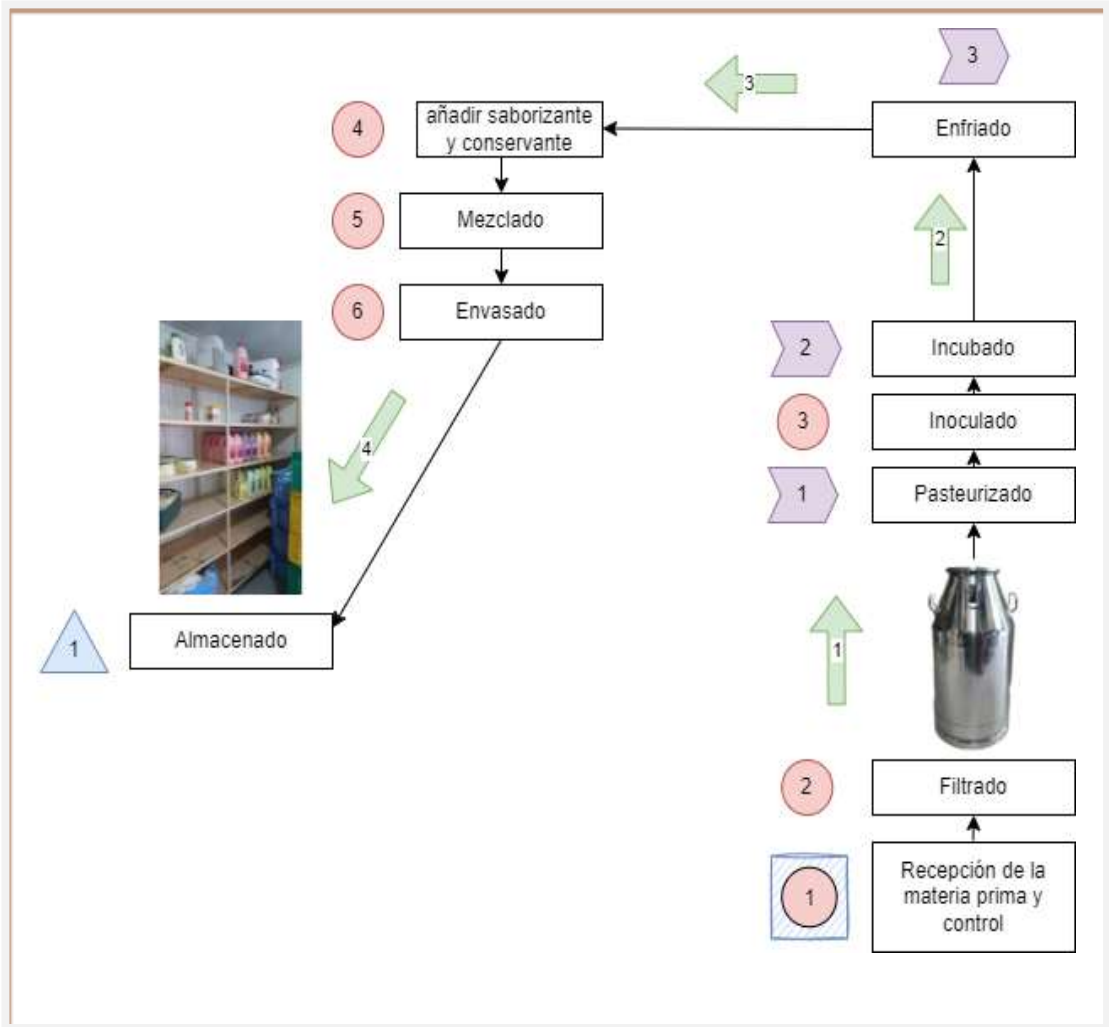 3
3
4
añadir saborizante
y conservante
Enfriado
5
Mezclado
2
6
Envasado
2
Incubado
3
Inoculado
4
1
Pasteurizado
1
Almacenado
1
2
Filtrado
1
Recepción de la
materia prima y
control